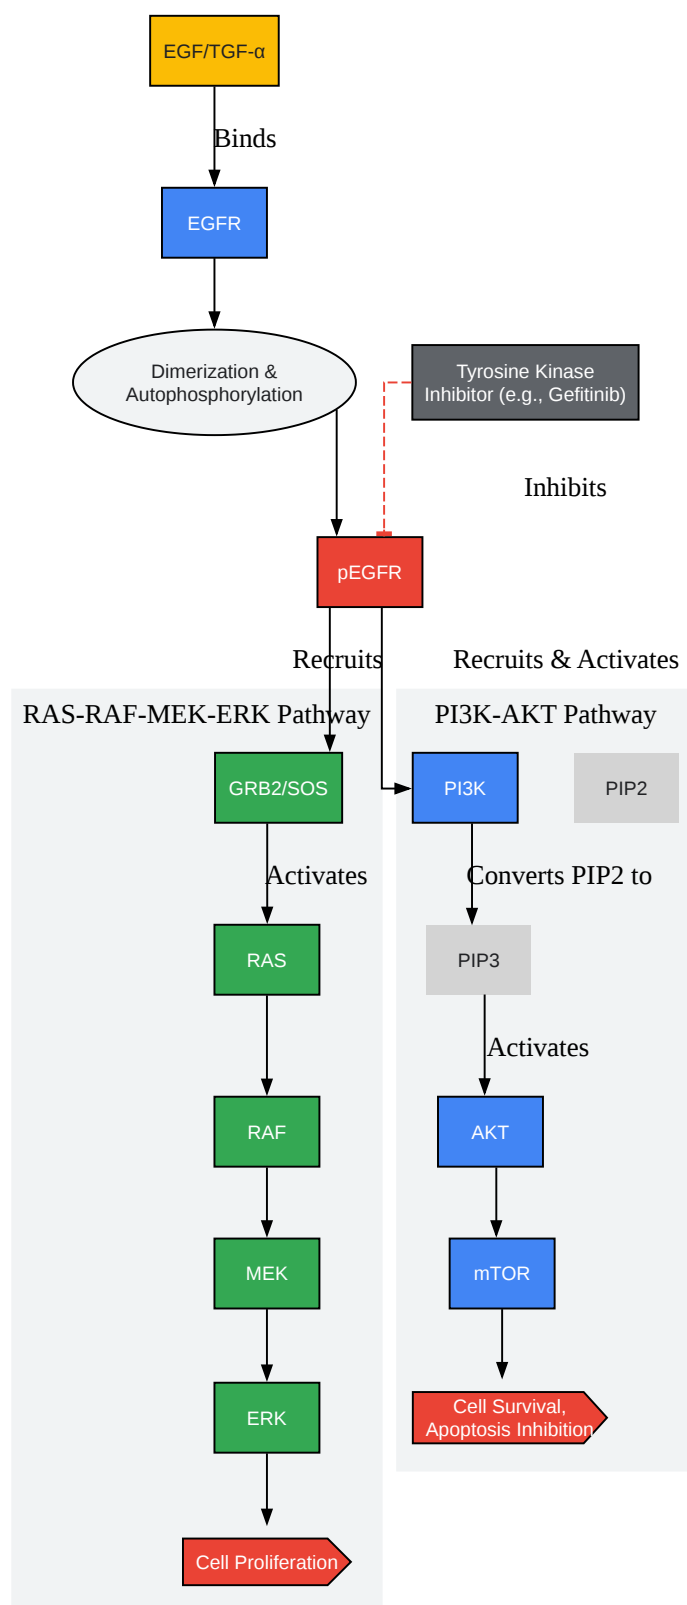 EGF/TGF-α
Binds
EGFR
Dimerization &
Autophosphorylation
Tyrosine Kinase
Inhibitor (e.g., Gefitinib)
Inhibits
pEGFR
Recruits
Recruits & Activates
RAS-RAF-MEK-ERK Pathway
PI3K-AKT Pathway
GRB2/SOS
PI3K
PIP2
Activates
Converts PIP2 to
RAS
PIP3
Activates
RAF
AKT
MEK
mTOR
ERK
Cell Survival,
Apoptosis Inhibition
Cell Proliferation